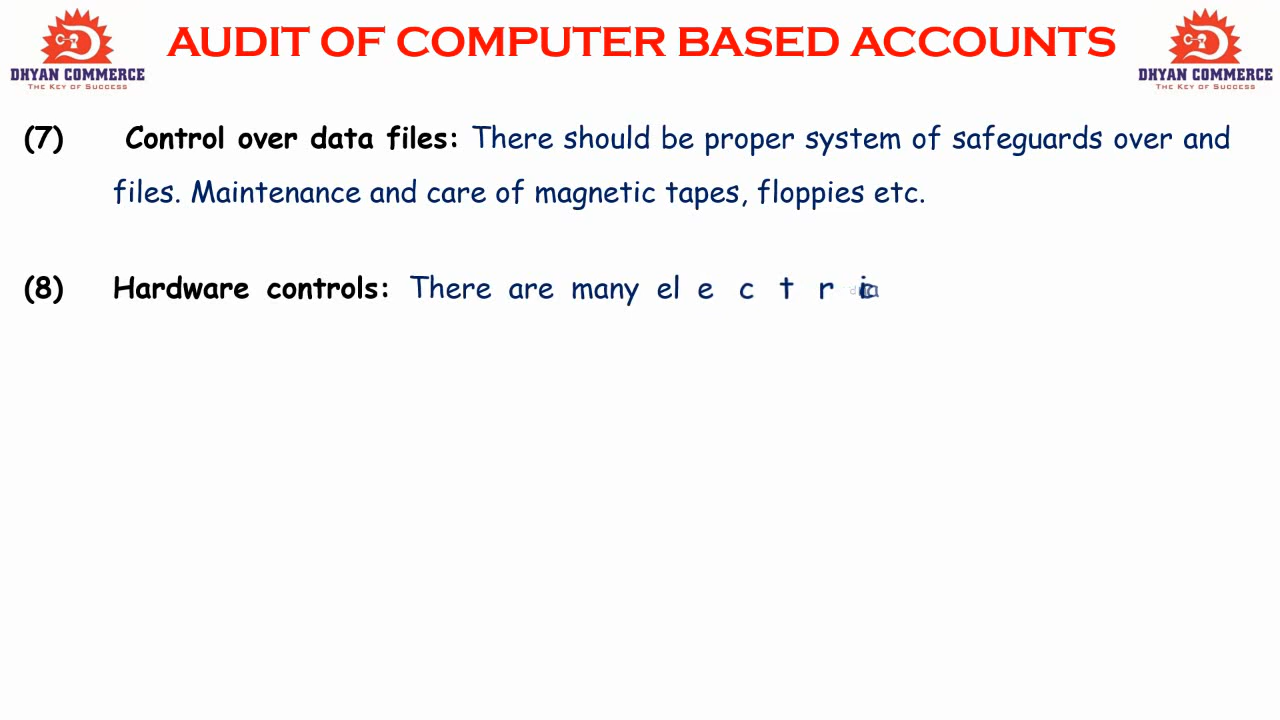 DHYAN COMMERCE
THE KEY OF SUCCESS
AUDIT OF COMPUTER BASED ACCOUNTS
DHYAN COMMERCE
THE KEY OF SUCCESS
(7) Control over data files: There should be proper system of safeguards over and
files. Maintenance and care of magnetic tapes, floppies etc.
(8) Hardware controls: There are many